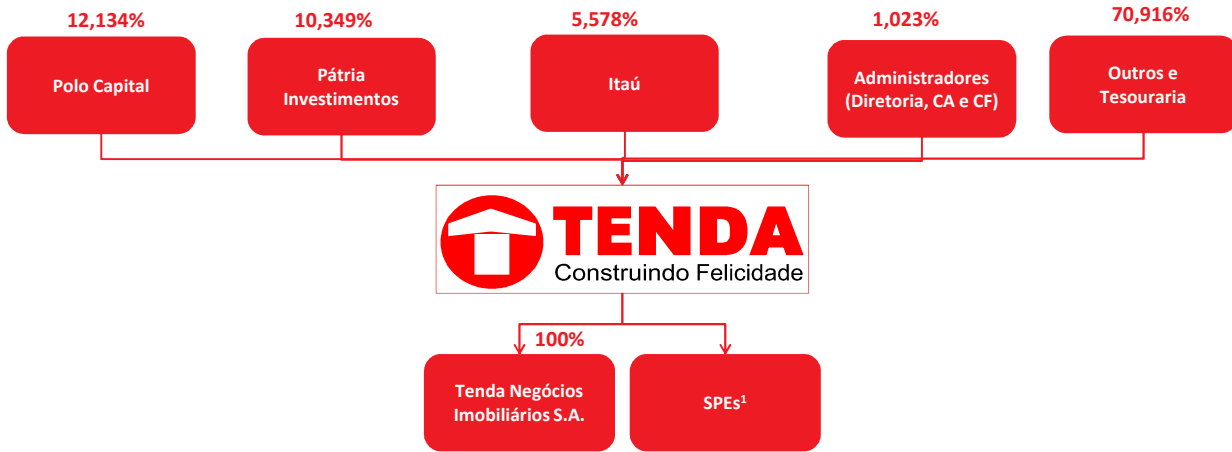 12,134%
10,349%
5,578%
1,023%
70,916%
Polo Capital
Pátria
Investimentos
Itaú
Administradores
(Diretoria, CA e CF)
Outros e
Tesouraria
TENDA
Construindo Felicidade
100%
Tenda Negócios
Imobiliários S.A.
SPEs¹